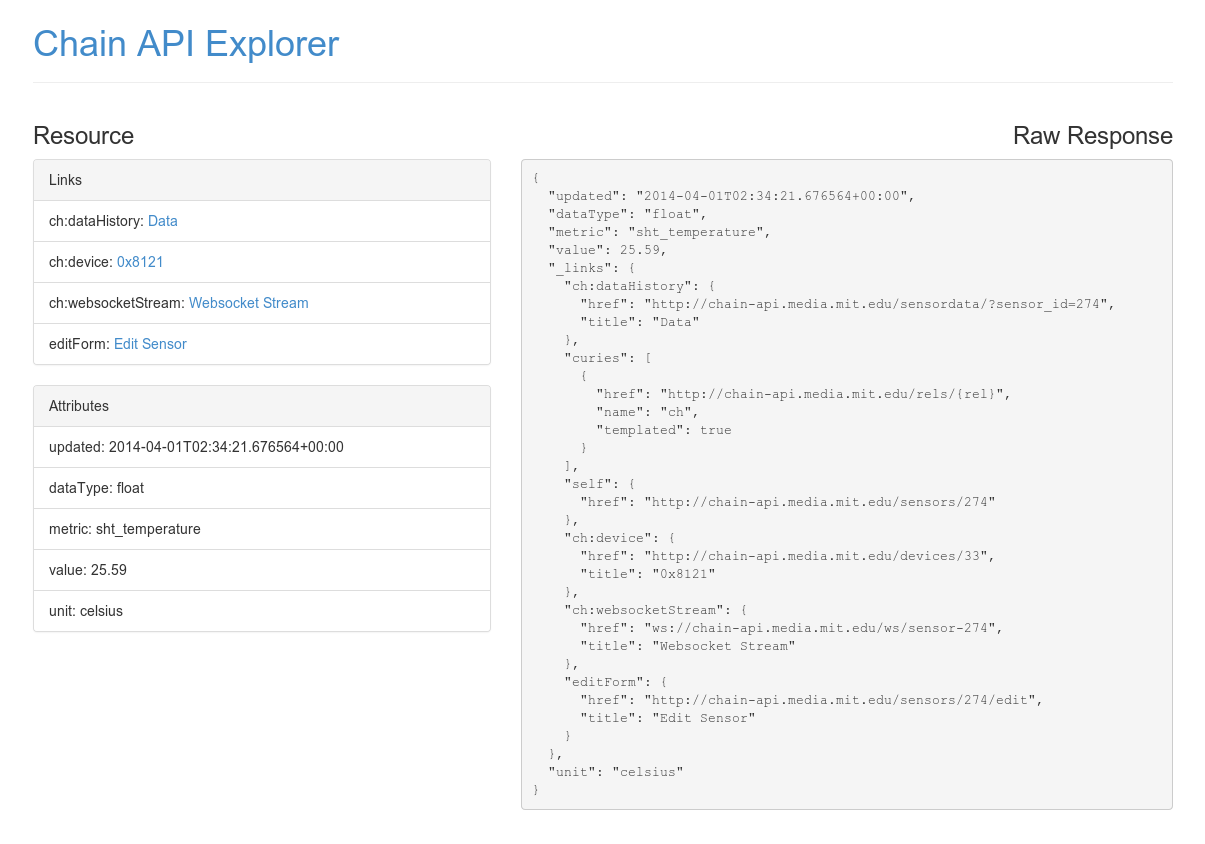 Chain API Explorer
Resource
Links
ch:dataHistory: Data
ch:device: 0x8121
ch:websocketStream: Websocket Stream
editForm: Edit Sensor
Attributes
updated: 2014-04-01T02:34:21.676564+00:00
dataType: float
metric: sht_temperature
value: 25.59
unit: celsius
Raw Response
{
  "updated": "2014-04-01T02:34:21.676564+00:00",
  "dataType": "float",
  "metric": "sht_temperature",
  "value": 25.59,
  "_links": {
    "ch:dataHistory": {
      "href": "http://chain-api.media.mit.edu/sensordata/?sensor_id=274",
      "title": "Data"
    },
    "curies": [
      {
        "href": "http://chain-api.media.mit.edu/rels/{rel}",
        "name": "ch",
        "templated": true
      }
    ],
    "self": {
      "href": "http://chain-api.media.mit.edu/sensors/274"
    },
    "ch:device": {
      "href": "http://chain-api.media.mit.edu/devices/33",
      "title": "0x8121"
    },
    "ch:websocketStream": {
      "href": "ws://chain-api.media.mit.edu/ws/sensor-274",
      "title": "Websocket Stream"
    },
    "editForm": {
      "href": "http://chain-api.media.mit.edu/sensors/274/edit",
      "title": "Edit Sensor"
    }
  },
  "unit": "celsius"
}